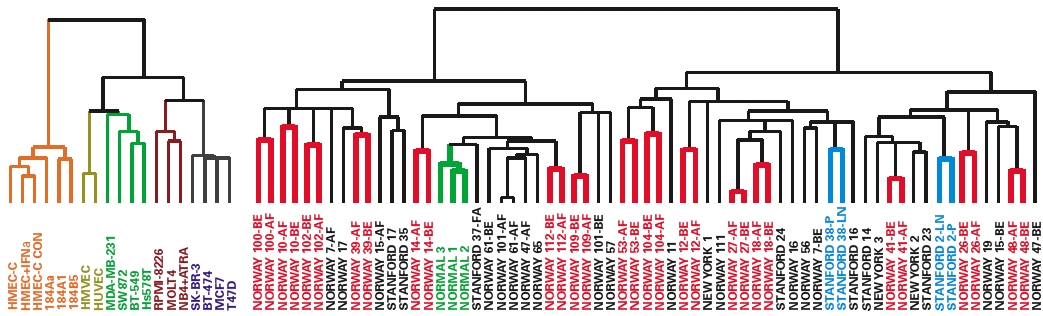 HMEC-C
HMEC+IFNa
HMEC-C CON
184Aa
184A1
184B5
HMVEC
HUVEC
MDA-MB-231
SW872
BT-549
Hs578T
RPMI-8226
MOLT4
NB4+ATRA
SK-BR-3
BT-474
MCF7
T47D
NORWAY 100-BE
NORWAY 100-AF
NORWAY 10-AF
NORWAY 10-BE
NORWAY 102-BE
NORWAY 102-AF
NORWAY 7-AF
NORWAY 17
NORWAY 39-AF
NORWAY 39-BE
NORWAY 15-AF
STANFORD 17
STANFORD 35
NORWAY 14-AF
NORWAY 14-BE
NORMAL 3
NORMAL 1
NORMAL 2
STANFORD 37-FA
NORWAY 61-BE
NORWAY 101-AF
NORWAY 61-AF
NORWAY 47-AF
NORWAY 65
NORWAY 112-BE
NORWAY 112-AF
NORWAY 109-BE
NORWAY 109-AF
NORWAY 101-BE
NORWAY 57
NORWAY 53-AF
NORWAY 53-BE
NORWAY 104-BE
NORWAY 104-AF
NORWAY 11
NORWAY 12-BE
NORWAY 12-AF
NEW YORK 1
NORWAY 111
NORWAY 27-AF
NORWAY 27-BE
NORWAY 18-AF
NORWAY 18-BE
STANFORD 24
NORWAY 16
NORWAY 56
NORWAY 7-BE
STANFORD 38-P
STANFORD 38-LN
STANFORD 16
STANFORD 14
NEW YORK 3
NORWAY 41-BE
NORWAY 41-AF
NEW YORK 2
STANFORD 23
STANFORD 2-LN
STANFORD 2-P
NORWAY 26-BE
NORWAY 26-AF
NORWAY 19
NORWAY 15-BE
NORWAY 48-AF
NORWAY 48-BE
NORWAY 47-BE